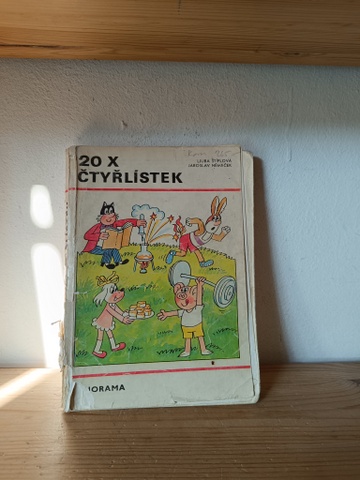 20 X
ČTYŘLÍSTEK
LJUBA ŠTÍPLOVÁ
JAROSLAV NĚMEČEK
ORAMA